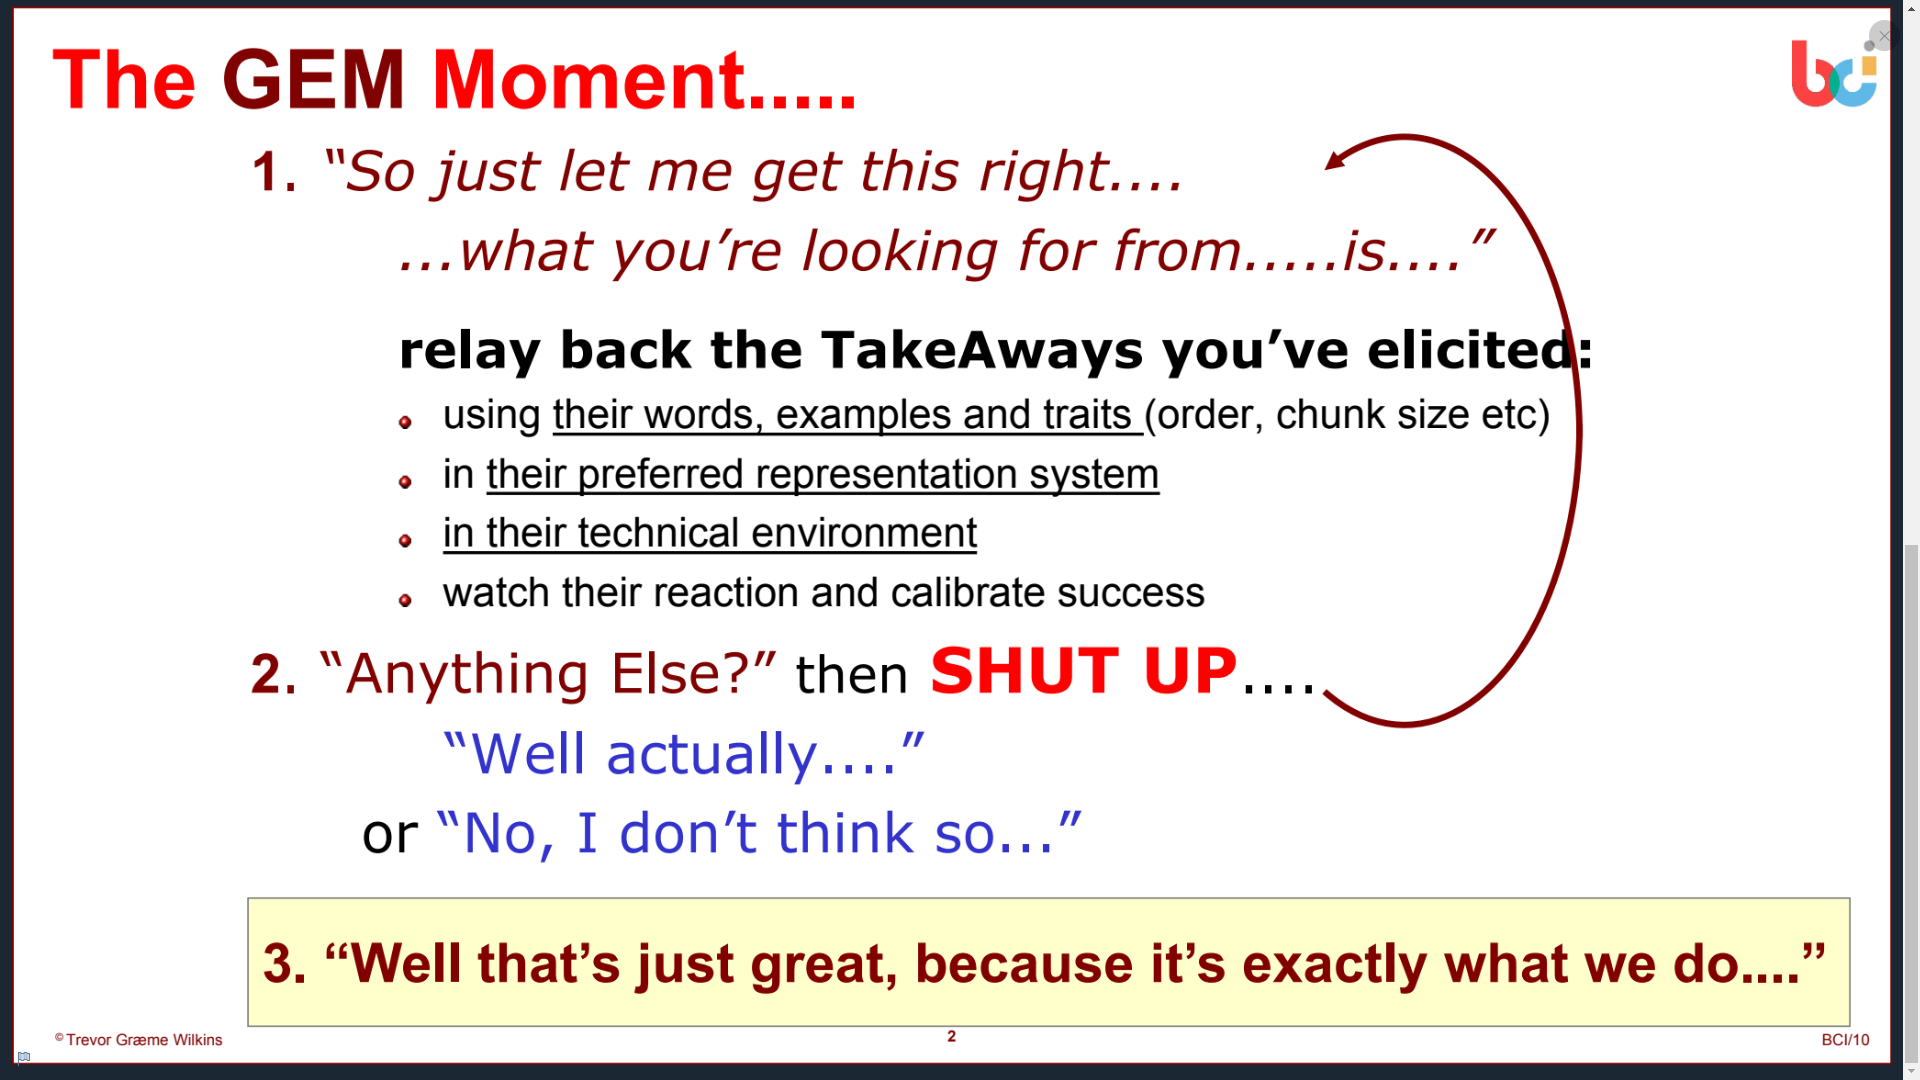 The GEM Moment.....
bci
1. “So just let me get this right....
...what you’re looking for from.....is....”
relay back the TakeAways you’ve elicited:
using their words, examples and traits (order, chunk size etc)
in their preferred representation system
in their technical environment
watch their reaction and calibrate success
2. “Anything Else?” then SHUT UP....
“Well actually....”
or “No, I don’t think so...”
3. “Well that’s just great, because it’s exactly what we do....”
© Trevor Græme Wilkins
2
BCI/10